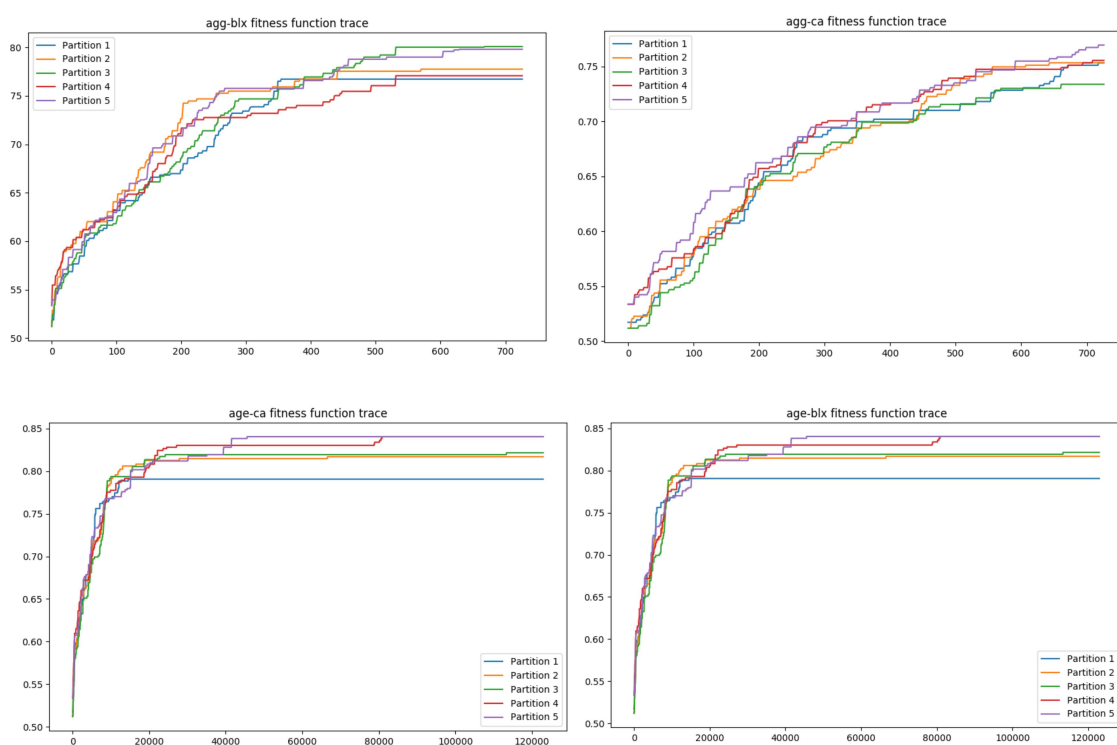 agg-blx fitness function trace
80
75
70
65
60
55
50
0 100 200 300 400 500 600 700
Partition 1
Partition 2
Partition 3
Partition 4
Partition 5
agg-ca fitness function trace
0.75
0.70
0.65
0.60
0.55
0.50
0 100 200 300 400 500 600 700
Partition 1
Partition 2
Partition 3
Partition 4
Partition 5
age-ca fitness function trace
0.85
0.80
0.75
0.70
0.65
0.60
0.55
0.50
0 20000 40000 60000 80000 100000 120000
Partition 1
Partition 2
Partition 3
Partition 4
Partition 5
age-blx fitness function trace
0.85
0.80
0.75
0.70
0.65
0.60
0.55
0.50
0 20000 40000 60000 80000 100000 120000
Partition 1
Partition 2
Partition 3
Partition 4
Partition 5